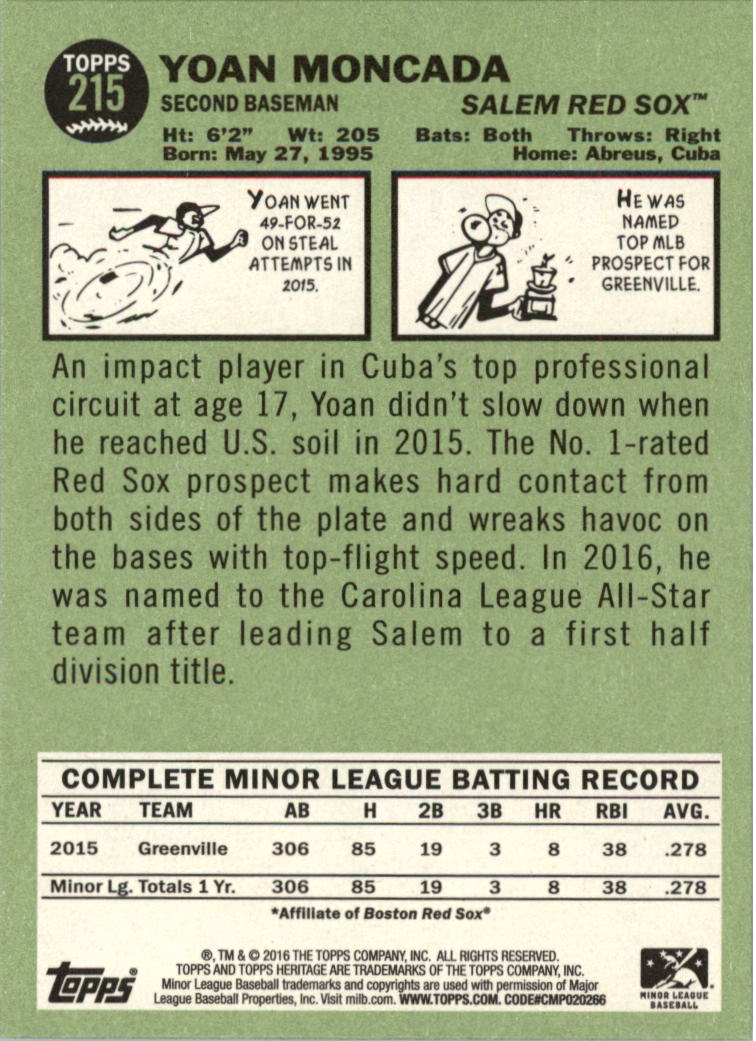 TOPPS
215
YOAN MONCADA
SECOND BASEMAN
SALEM RED SOX™
Ht: 6'2" Wt: 205 Bats: Both Throws: Right
Born: May 27, 1995 Home: Abreus, Cuba
YOAN WENT
49-FOR-52
ON STEAL
ATTEMPTS IN
2015.
HE WAS
NAMED
TOP MLB
PROSPECT FOR
GREENVILLE.
An impact player in Cuba's top professional
circuit at age 17, Yoan didn't slow down when
he reached U.S. soil in 2015. The No. 1-rated
Red Sox prospect makes hard contact from
both sides of the plate and wreaks havoc on
the bases with top-flight speed. In 2016, he
was named to the Carolina League All-Star
team after leading Salem to a first half
division title.
COMPLETE MINOR LEAGUE BATTING RECORD
YEAR TEAM AB H 2B 3B HR RBI AVG.
2015 Greenville 306 85 19 3 8 38 .278
Minor Lg. Totals 1 Yr. 306 85 19 3 8 38 .278
*Affiliate of Boston Red Sox®
®, TM & © 2016 THE TOPPS COMPANY, INC. ALL RIGHTS RESERVED.
TOPPS AND TOPPS HERITAGE ARE TRADEMARKS OF THE TOPPS COMPANY, INC.
Minor League Baseball trademarks and copyrights are used with permission of Major
League Baseball Properties, Inc. Visit milb.com. WWW.TOPPS.COM. CODE#CMP020266
topps®
MINOR LEAGUE
BASEBALL